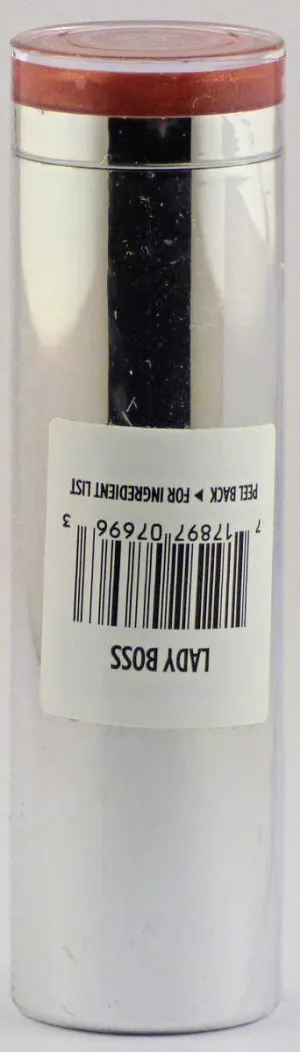 LADY BOSS
7 17897 07696 3
PEEL BACK ▶ FOR INGREDIENT LIST